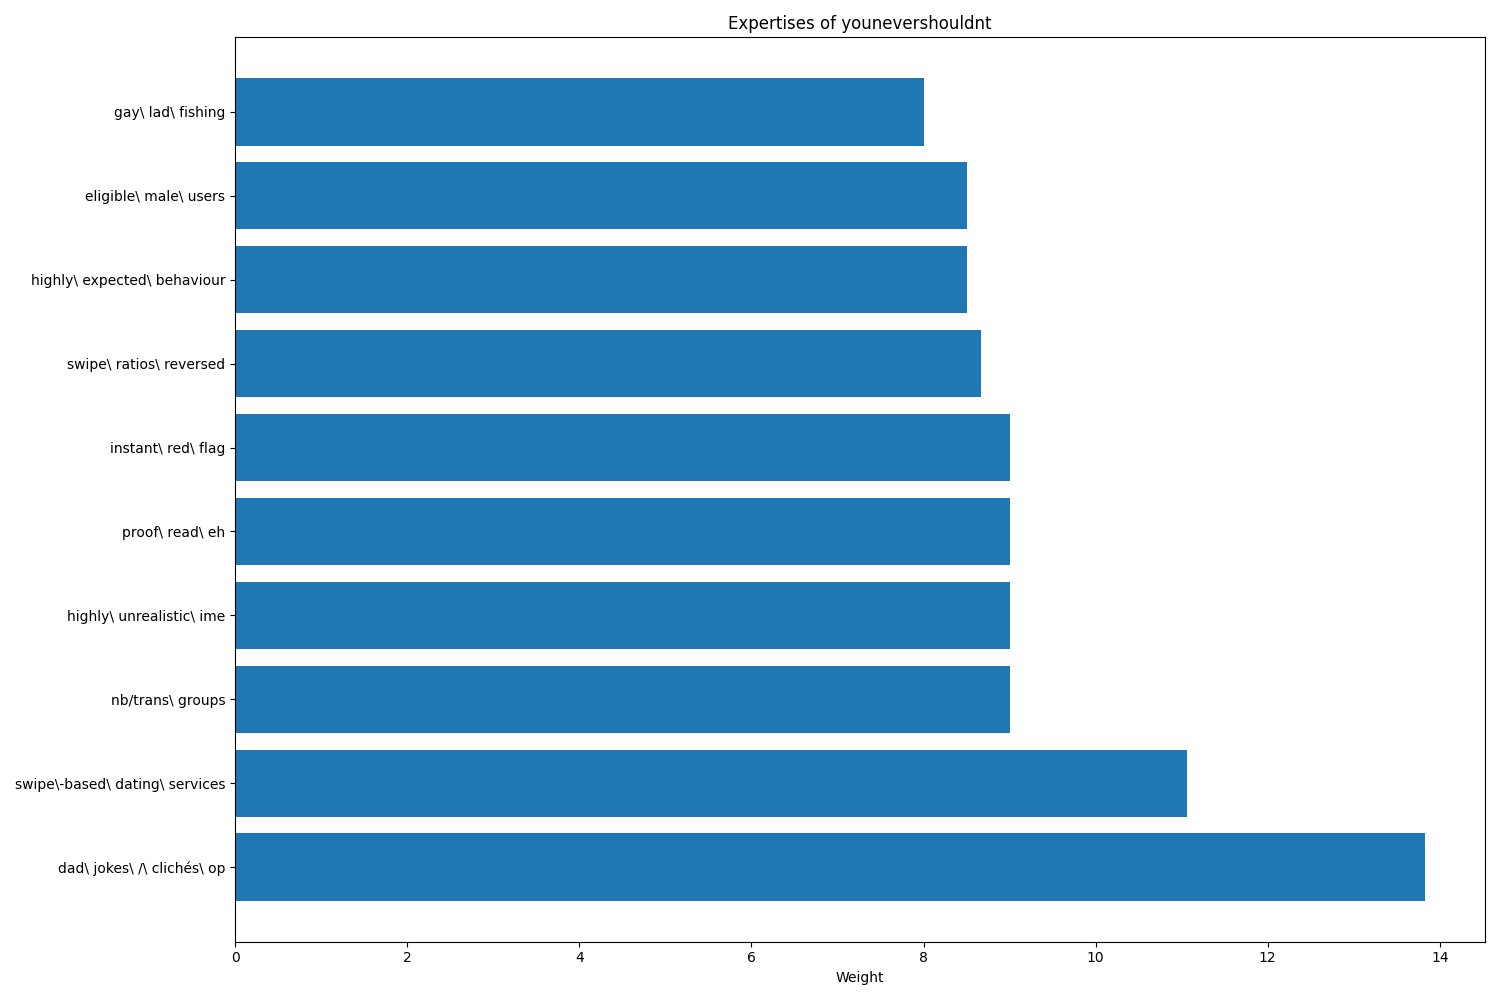 Expertises of younevershouldnt
gay\ lad\ fishing
eligible\ male\ users
highly\ expected\ behaviour
swipe\ ratios\ reversed
instant\ red\ flag
proof\ read\ eh
highly\ unrealistic\ ime
nb/trans\ groups
swipe\-based\ dating\ services
dad\ jokes\ /\ clichés\ op
0 2 4 6 8 10 12 14
Weight